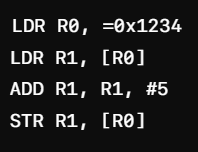 LDR R0, =0x1234
LDR R1, [R0]
ADD R1, R1, #5
STR R1, [R0]